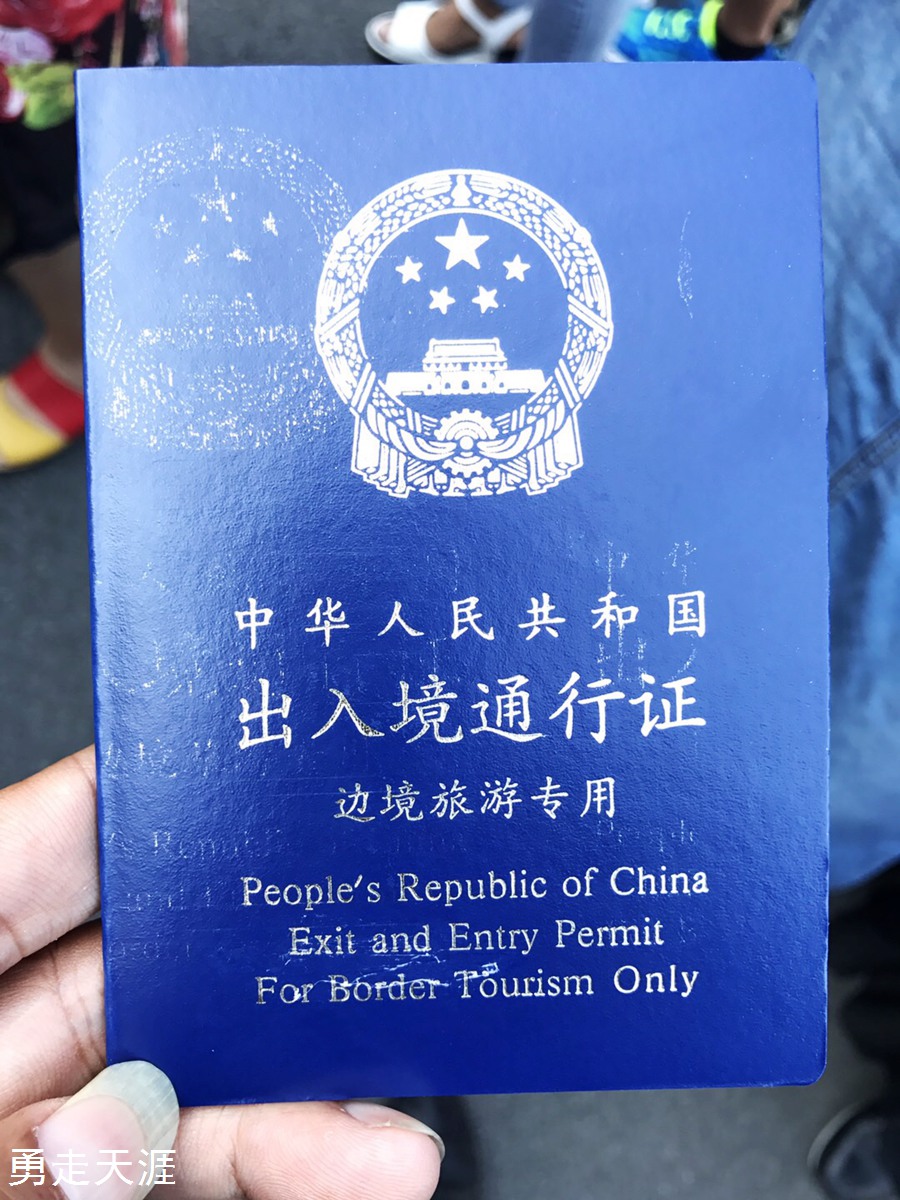 中华人民共和国
出入境通行证
边境旅游专用
People's Republic of China
Exit and Entry Permit
For Border Tourism Only
勇走天涯